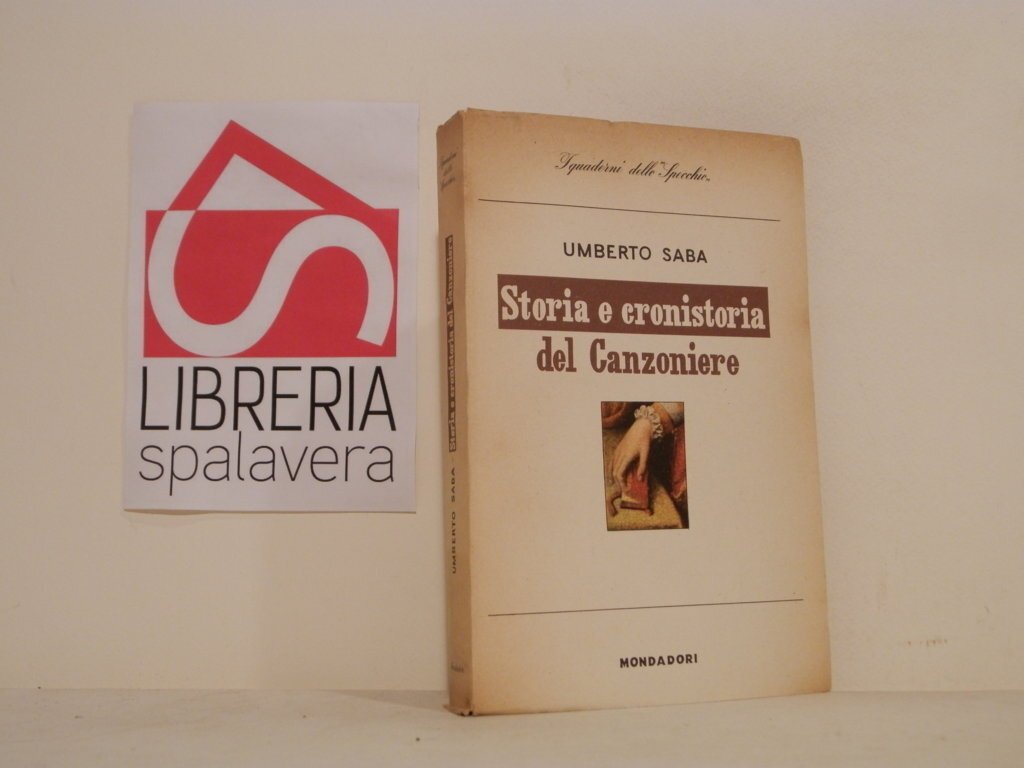 LIBRERIA
spalavera
I quaderni dello "Specchio„
UMBERTO SABA
Storia e cronistoria
del Canzoniere
MONDADORI
UMBERTO SABA Storia e cronistoria del Canzoniere